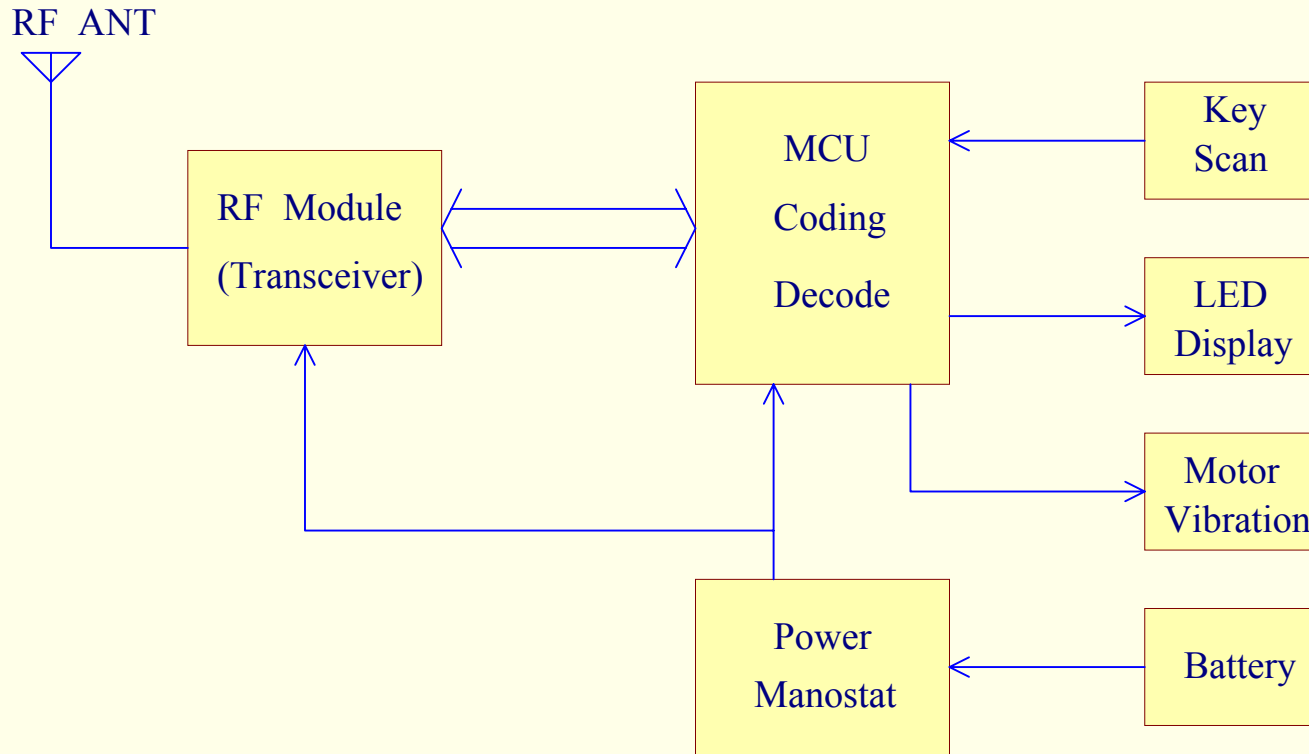 RF ANT
RF Module
(Transceiver)
MCU
Coding
Decode
Key
Scan
LED
Display
Motor
Vibration
Power
Manostat
Battery